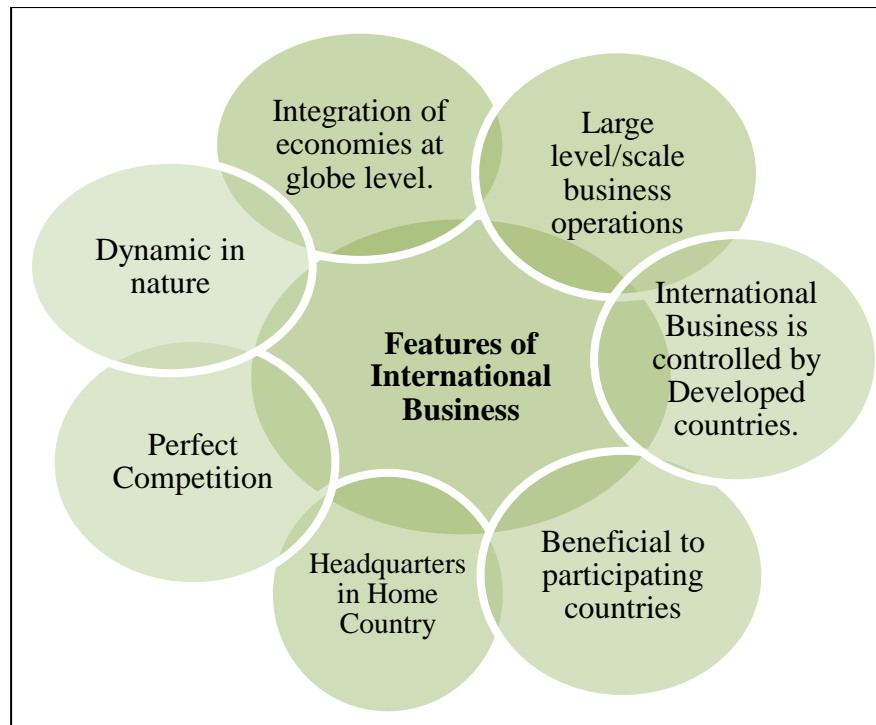 Integration of
economies at
globe level.
Large
level/scale
business
operations
International
Business is
controlled by
Developed
countries.
Beneficial to
participating
countries
Headquarters
in Home
Country
Perfect
Competition
Dynamic in
nature
Features of
International
Business